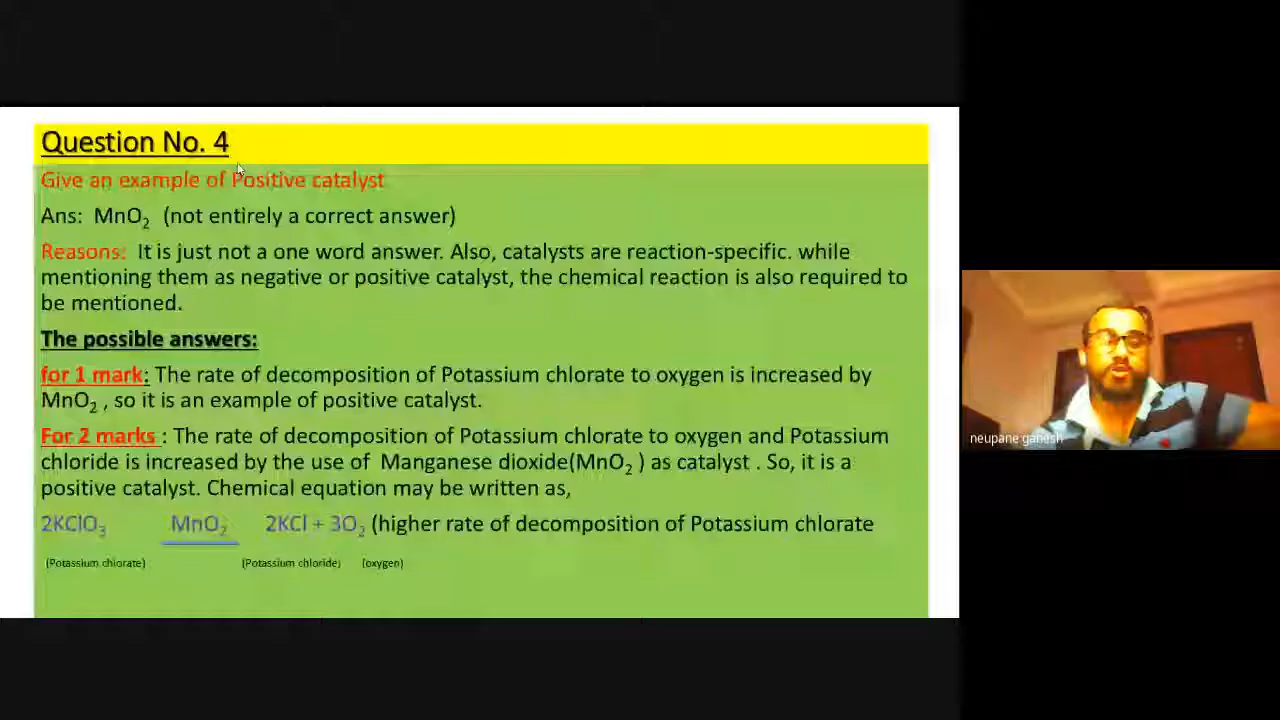 Question No. 4
Give an example of Positive catalyst
Ans: MnO₂ (not entirely a correct answer)
Reasons: It is just not a one word answer. Also, catalysts are reaction-specific. while
mentioning them as negative or positive catalyst, the chemical reaction is also required to
be mentioned.
The possible answers:
for 1 mark: The rate of decomposition of Potassium chlorate to oxygen is increased by
MnO₂ , so it is an example of positive catalyst.
For 2 marks : The rate of decomposition of Potassium chlorate to oxygen and Potassium
chloride is increased by the use of Manganese dioxide(MnO₂ ) as catalyst . So, it is a
positive catalyst. Chemical equation may be written as,
2KClO₃ MnO₂ 2KCl + 3O₂ (higher rate of decomposition of Potassium chlorate
(Potassium chlorate) (Potassium chloride) (oxygen)
neupane ganesh